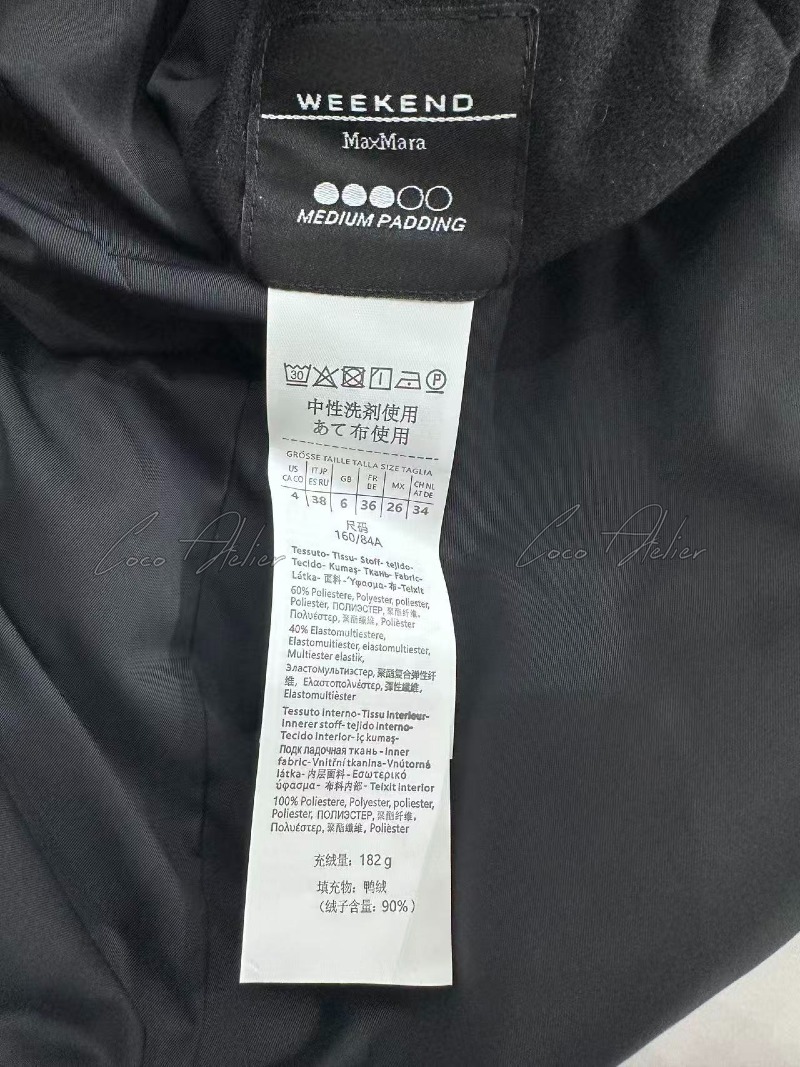 WEEKEND
MaxMara
MEDIUM PADDING
30 P
中性洗剤使用
あて布使用
GRÖSSE TAILLE TALLA SIZE TAGLIA
US CA CO IT JP ES RU GB FR DE MX CH NL AT DE
4 38 6 36 26 34
尺码
160/84A
Tessuto- Tissu- Stoff- tejido-
Tecido- Kumaş- Ткань- Fabric-
Látka- 面料- Ύφασμα- 布-Teixit
60% Poliestere, Polyester, poliester,
Poliester, ПОЛИЭСТЕР, 聚酯纤维,
Πολυέστερ, 聚酯纖維, Polièster
40% Elastomultiestere,
Elastomultiester, elastomultiester,
Multiester elastik,
Эластомультиэстер, 聚酯复合弹性纤
维, Ελαστοπολυέστερ, 彈性纖維,
Elastomultièster
Tessuto interno-Tissu Interieur-
Innerer stoff-tejido interno-
Tecido interior- iç kumaş-
Подкладочная ткань - Inner
fabric-Vnitřní tkanina-Vnútorná
látka- 内层面料- Εσωτερικό
ύφασμα- 布料内部- Teixit interior
100% Poliestere, Polyester, poliester,
Poliester, ПОЛИЭСТЕР, 聚酯纤维,
Πολυέστερ, 聚酯纖維, Polièster
充绒量: 182 g
填充物: 鸭绒
(绒子含量: 90%)
Coco Atelier
Coco Atelier